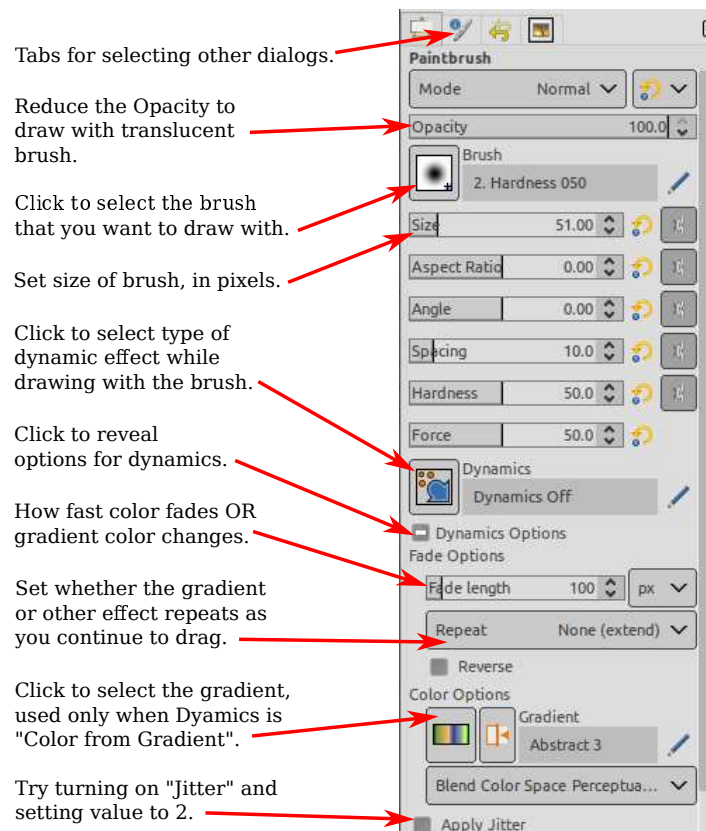 Tabs for selecting other dialogs.
Reduce the Opacity to
draw with translucent
brush.
Click to select the brush
that you want to draw with.
Set size of brush, in pixels.
Click to select type of
dynamic effect while
drawing with the brush.
Click to reveal
options for dynamics.
How fast color fades OR
gradient color changes.
Set whether the gradient
or other effect repeats as
you continue to drag.
Click to select the gradient,
used only when Dyamics is
"Color from Gradient".
Try turning on "Jitter" and
setting value to 2.
Paintbrush
Mode Normal
Opacity 100.0
Brush
2. Hardness 050
Size 51.00
Aspect Ratio 0.00
Angle 0.00
Spacing 10.0
Hardness 50.0
Force 50.0
Dynamics
Dynamics Off
Dynamics Options
Fade Options
Fade length 100 px
Repeat None (extend)
Reverse
Color Options
Gradient
Abstract 3
Blend Color Space Perceptua...
Apply Jitter